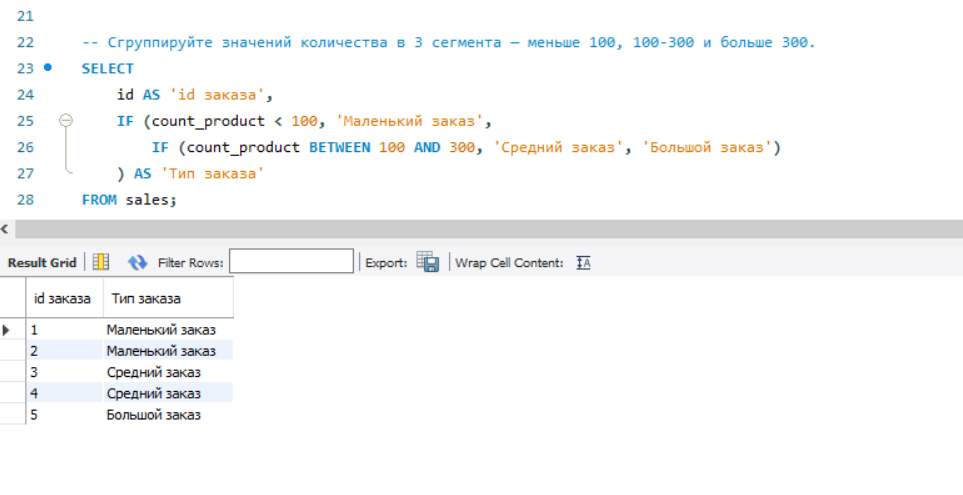 21
22 -- Сгруппируйте значений количества в 3 сегмента — меньше 100, 100-300 и больше 300.
23 SELECT
24 id AS 'id заказа',
25 IF (count_product < 100, 'Маленький заказ',
26 IF (count_product BETWEEN 100 AND 300, 'Средний заказ', 'Большой заказ')
27 ) AS 'Тип заказа'
28 FROM sales;
Result Grid Filter Rows: Export: Wrap Cell Content: IA
id заказа Тип заказа
1 Маленький заказ
2 Маленький заказ
3 Средний заказ
4 Средний заказ
5 Большой заказ